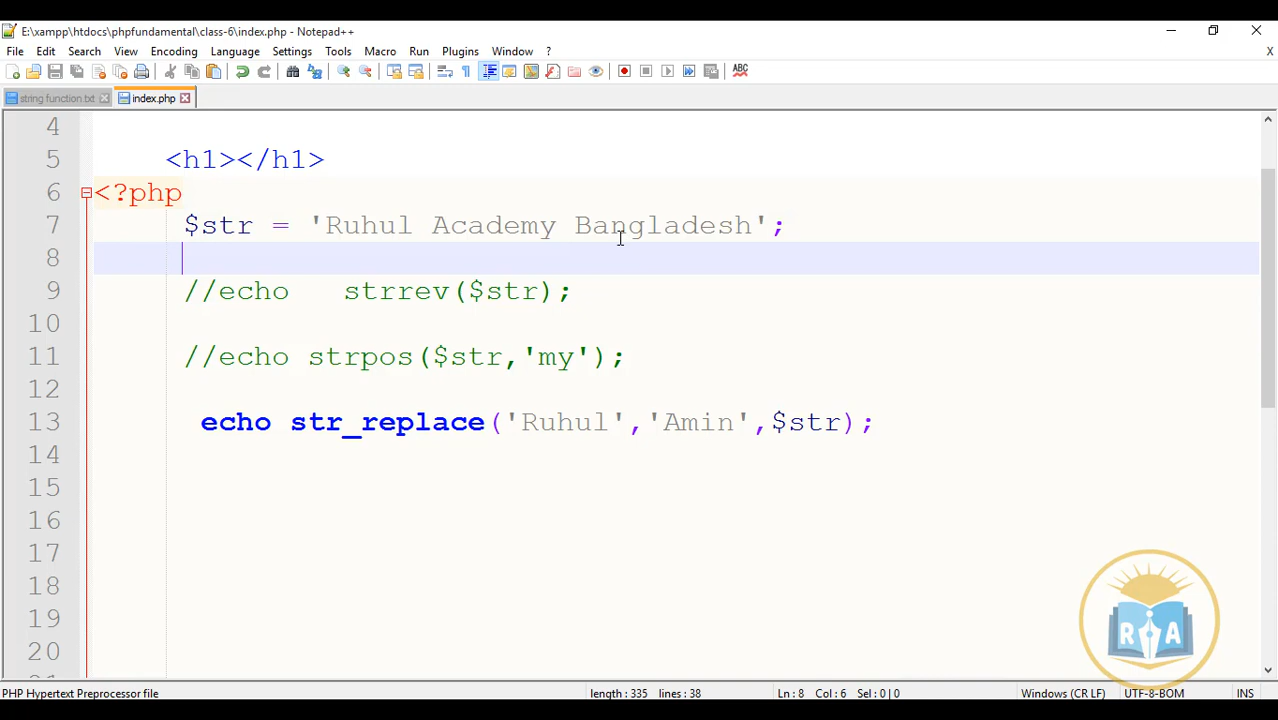 E:\xampp\htdocs\phpfundamental\class-6\index.php - Notepad++
File Edit Search View Encoding Language Settings Tools Macro Run Plugins Window ? X
ABC
string function.txt index.php
4
5 <h1></h1>
6 <?php
7 $str = 'Ruhul Academy Bangladesh';
8
9 //echo strrev($str);
10
11 //echo strpos($str,'my');
12
13 echo str_replace('Ruhul','Amin',$str);
14
15
16
17
18
19
20
R A
PHP Hypertext Preprocessor file length : 335 lines : 38 Ln : 8 Col : 6 Sel : 0 | 0 Windows (CR LF) UTF-8-BOM INS